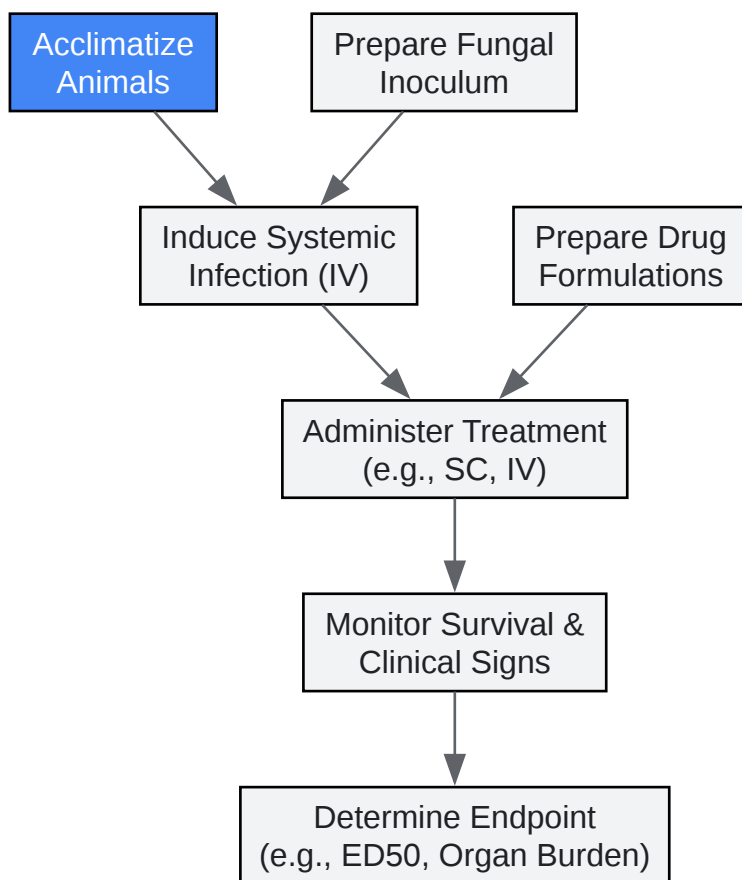 Acclimatize
Animals
Prepare Fungal
Inoculum
Induce Systemic
Infection (IV)
Prepare Drug
Formulations
Administer Treatment
(e.g., SC, IV)
Monitor Survival &
Clinical Signs
Determine Endpoint
(e.g., ED50, Organ Burden)